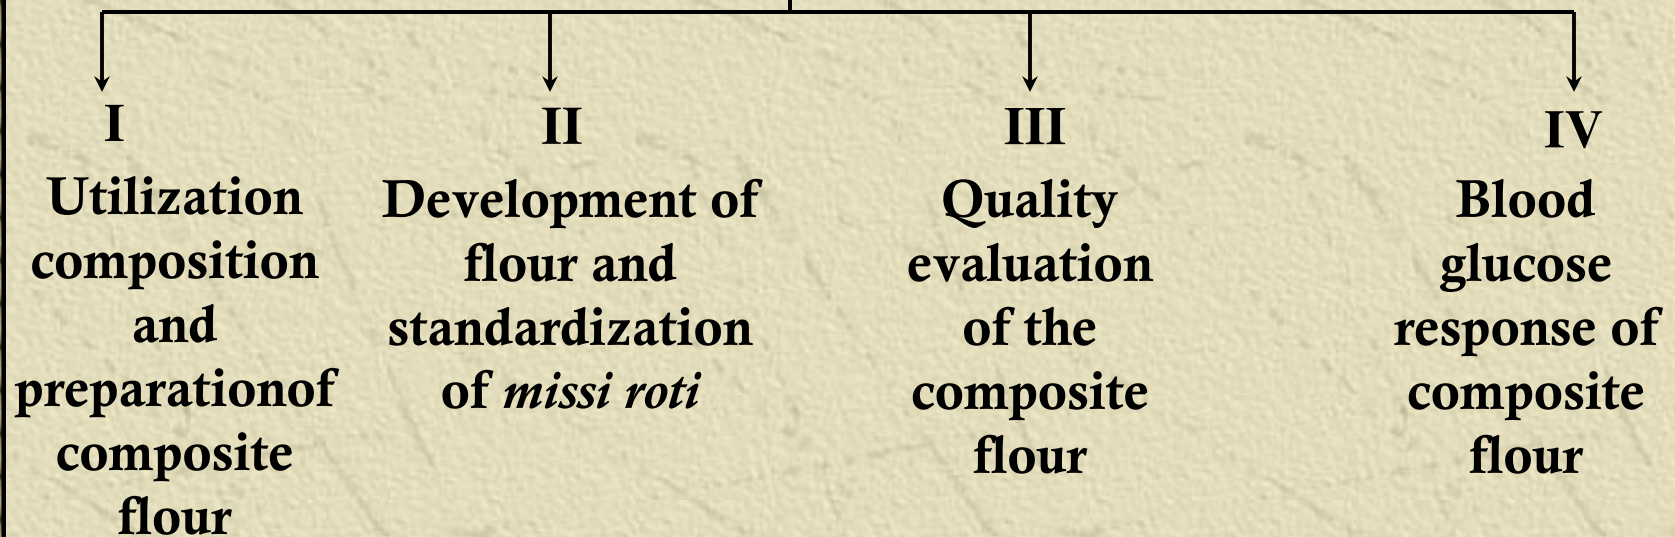 I
Utilization
composition
and
preparationof
composite
flour
II
Development of
flour and
standardization
of missi roti
III
Quality
evaluation
of the
composite
flour
IV
Blood
glucose
response of
composite
flour